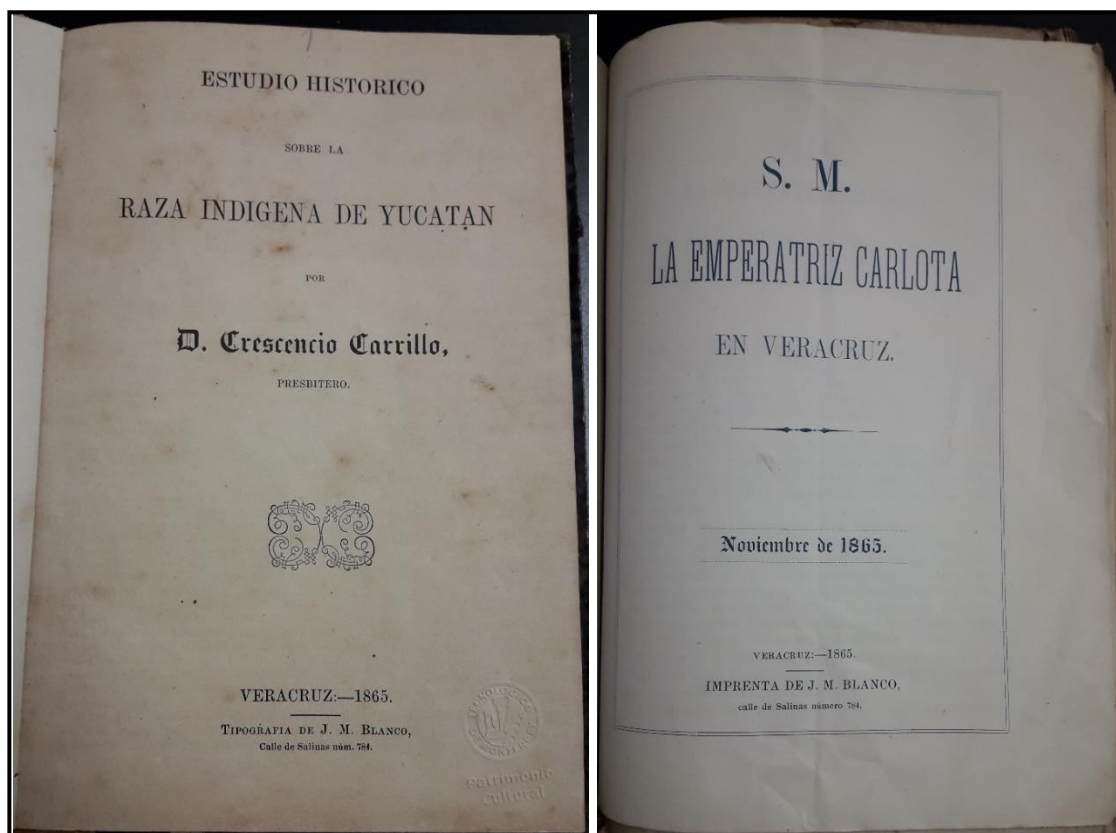 ESTUDIO HISTORICO
SOBRE LA
RAZA INDIGENA DE YUCATAN
POR
D. Crescencio Carrillo,
PRESBITERO.
VERACRUZ:—1865.
TIPOGRAFIA DE J. M. BLANCO,
Calle de Salinas núm. 784.
Patrimonio
cultural
S. M.
LA EMPERATRIZ CARLOTA
EN VERACRUZ.
Noviembre de 1865.
VERACRUZ:—1865.
IMPRENTA DE J. M. BLANCO,
calle de Salinas número 784.